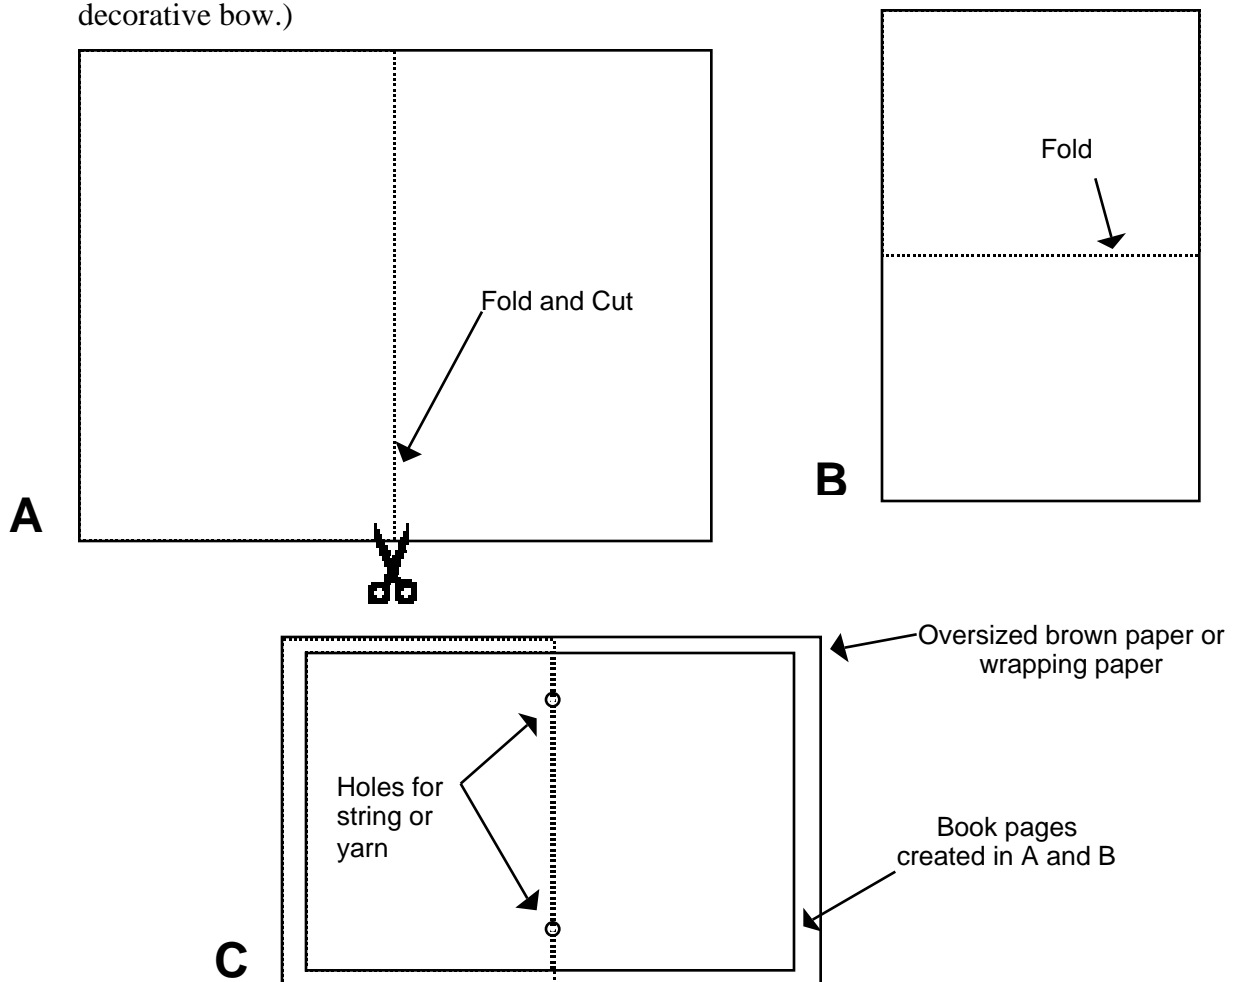 decorative bow.)
Fold
Fold and Cut
B
A
Oversized brown paper or
wrapping paper
Holes for
string or
yarn
Book pages
created in A and B
C